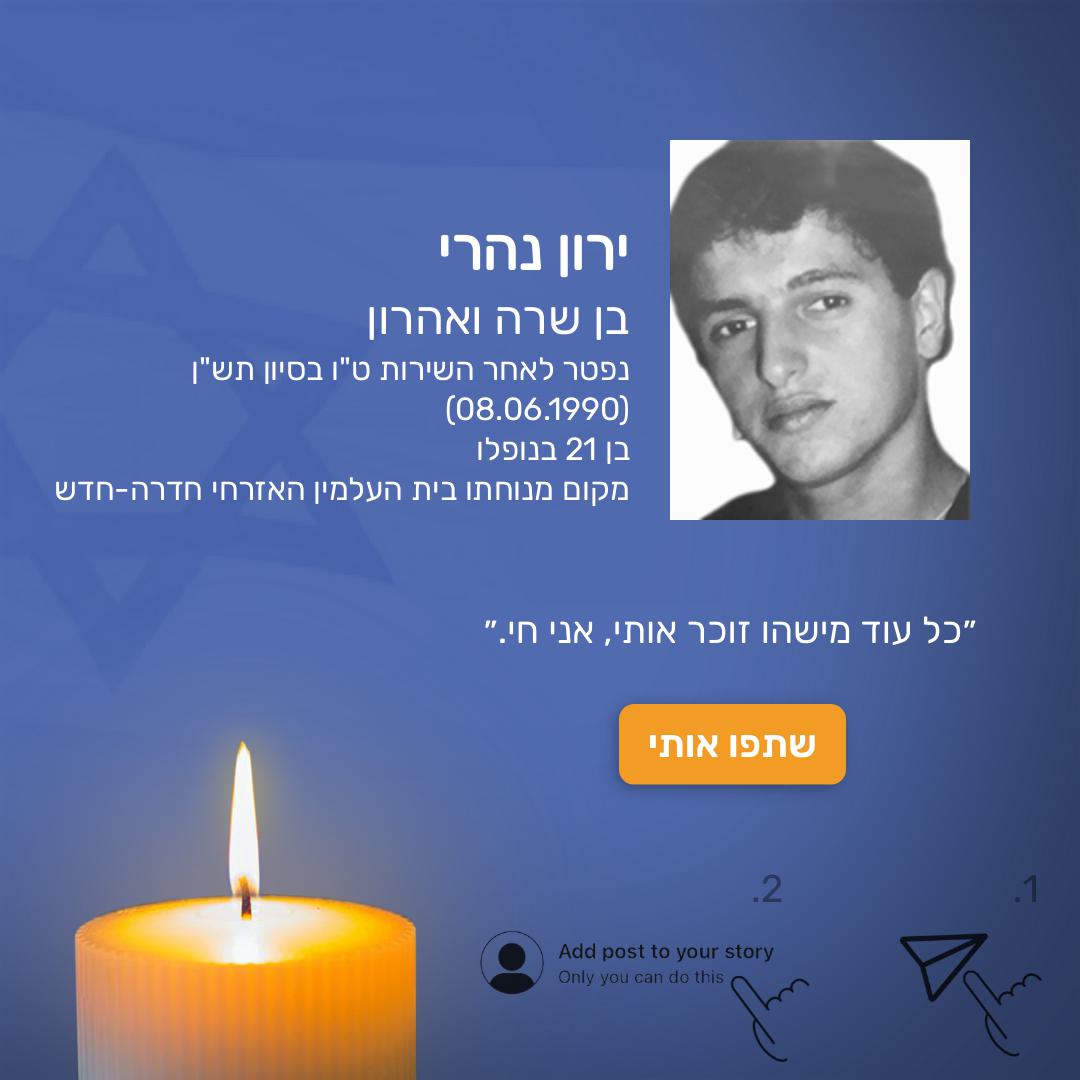 ירון נהרי
בן שרה ואהרון
נפטר לאחר השירות ט"ו בסיון תש"ן
(08.06.1990)
בן 21 בנופלו
מקום מנוחתו בית העלמין האזרחי חדרה-חדש
״כל עוד מישהו זוכר אותי, אני חי.״
שתפו אותי
1.
2.
Add post to your story
Only you can do this